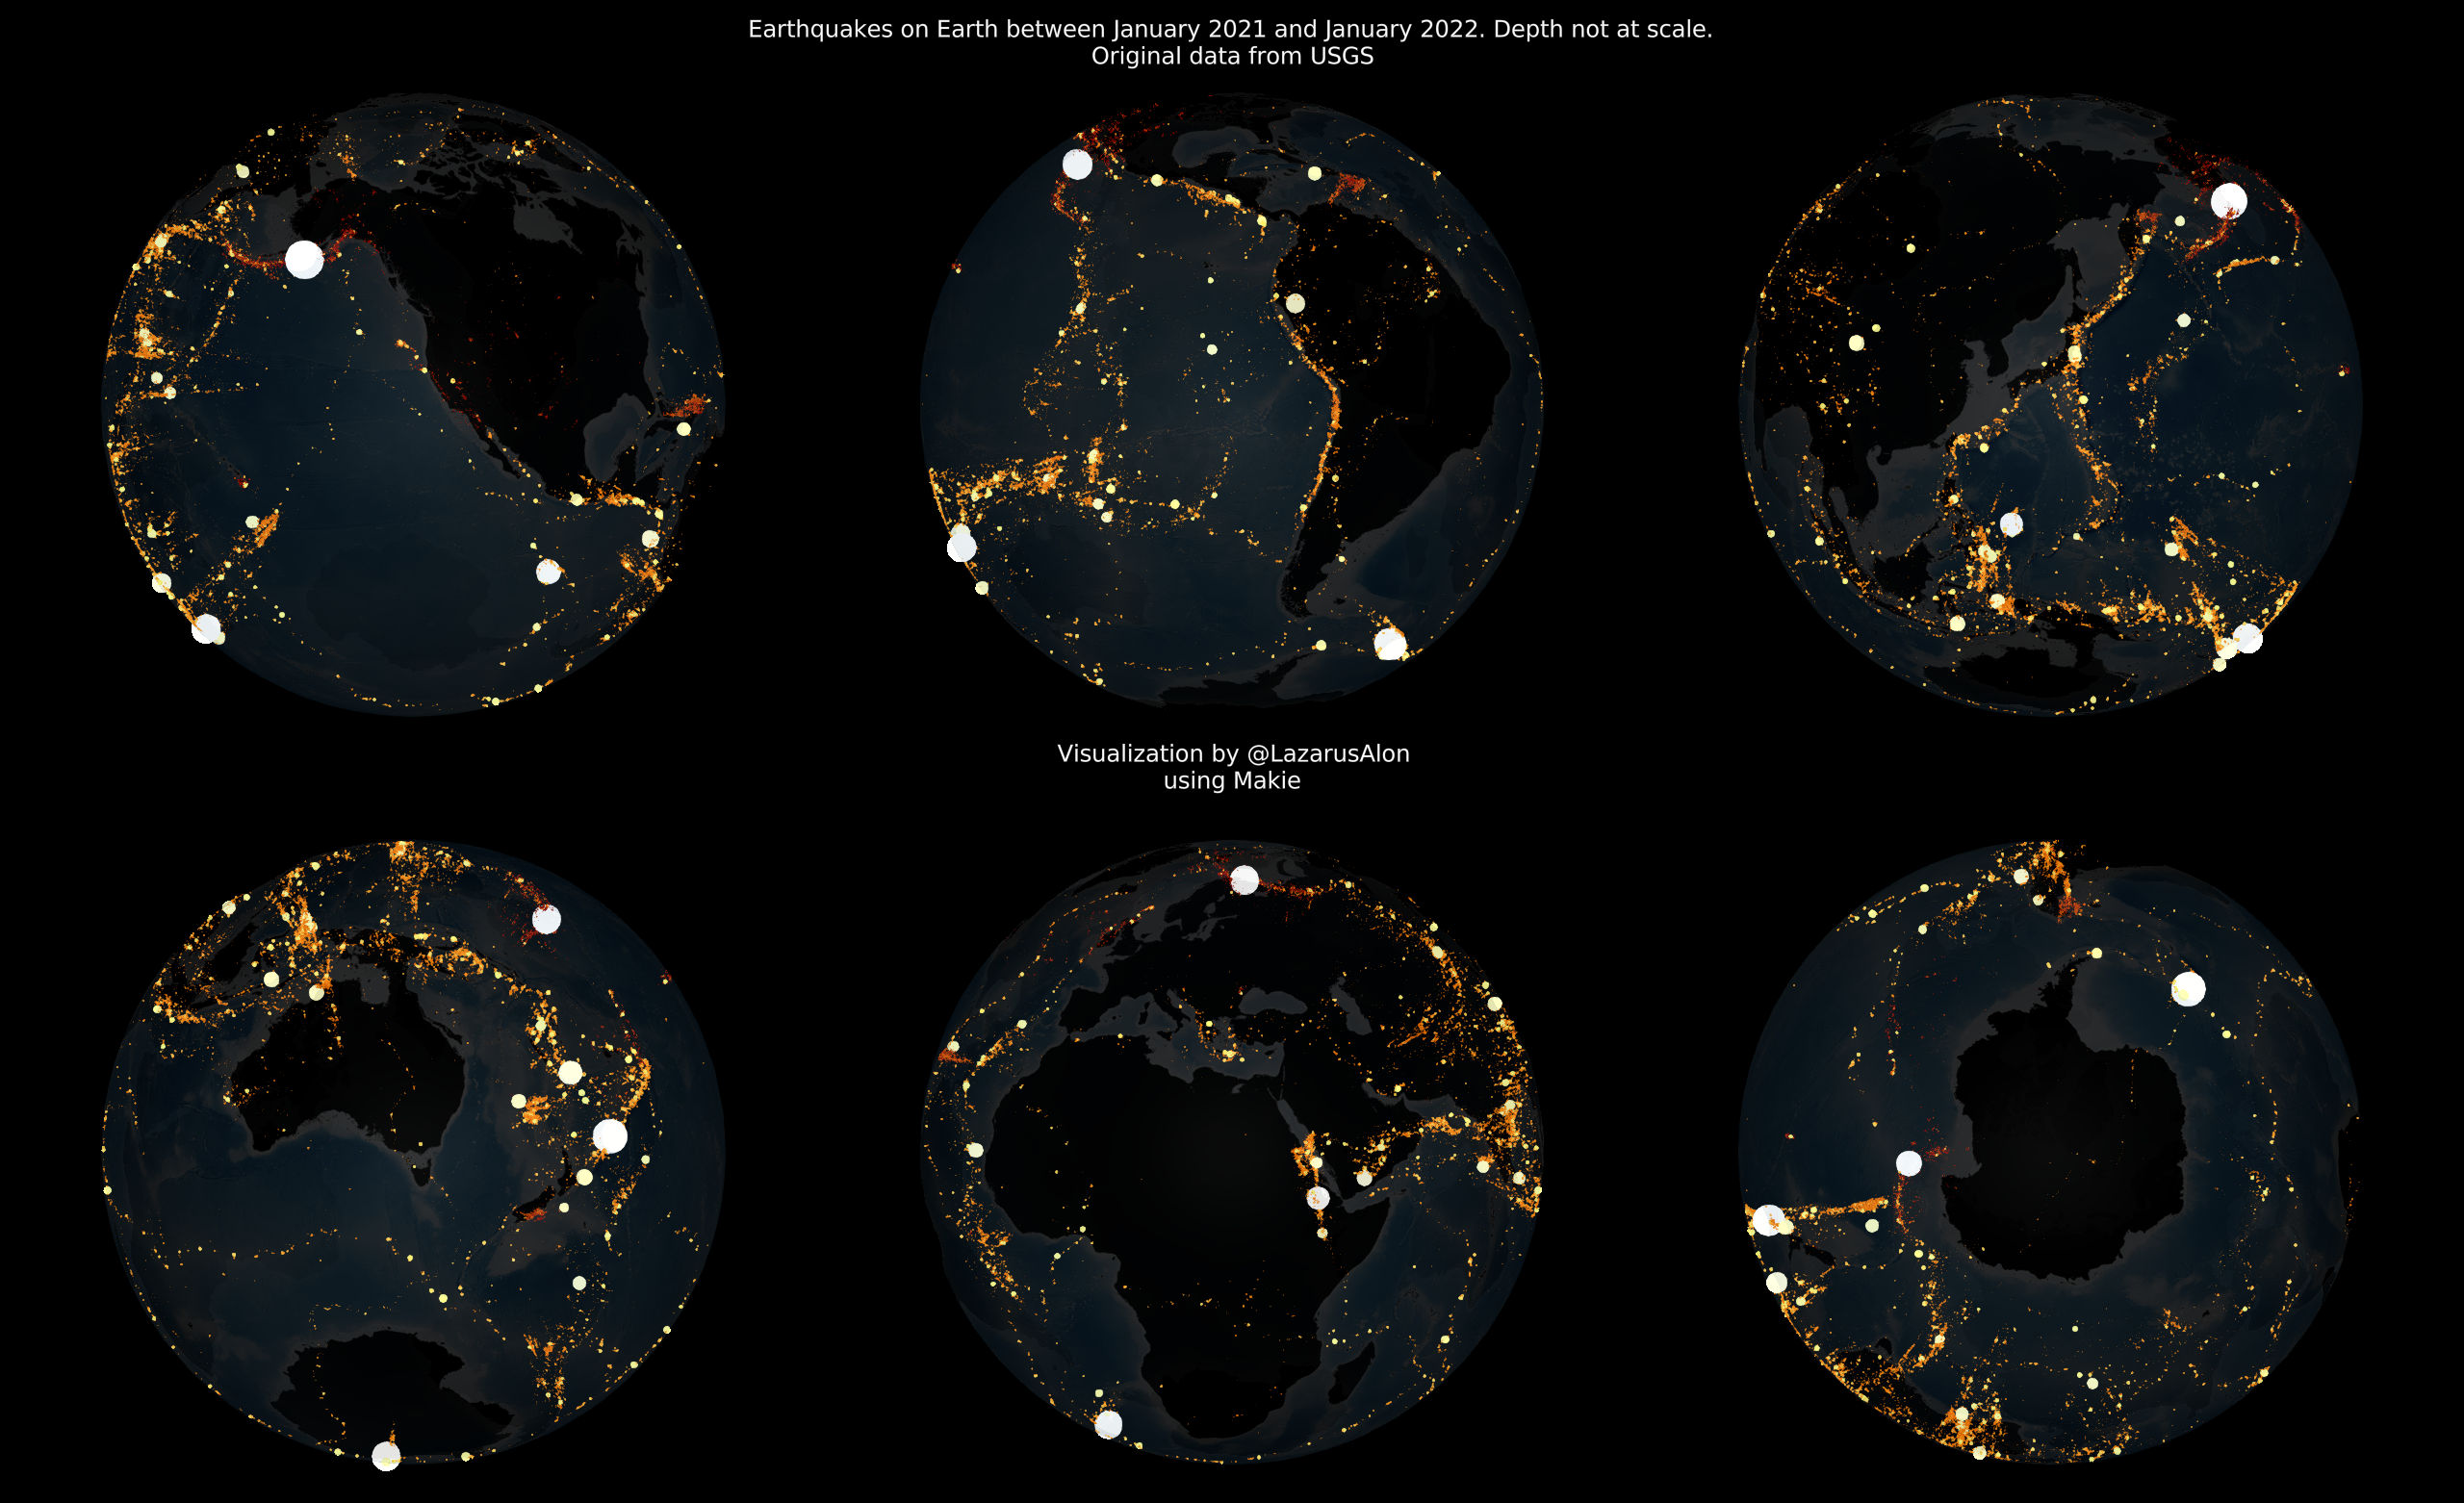 Earthquakes on Earth between January 2021 and January 2022. Depth not at scale.
Original data from USGS
Visualization by @LazarusAlon
using Makie